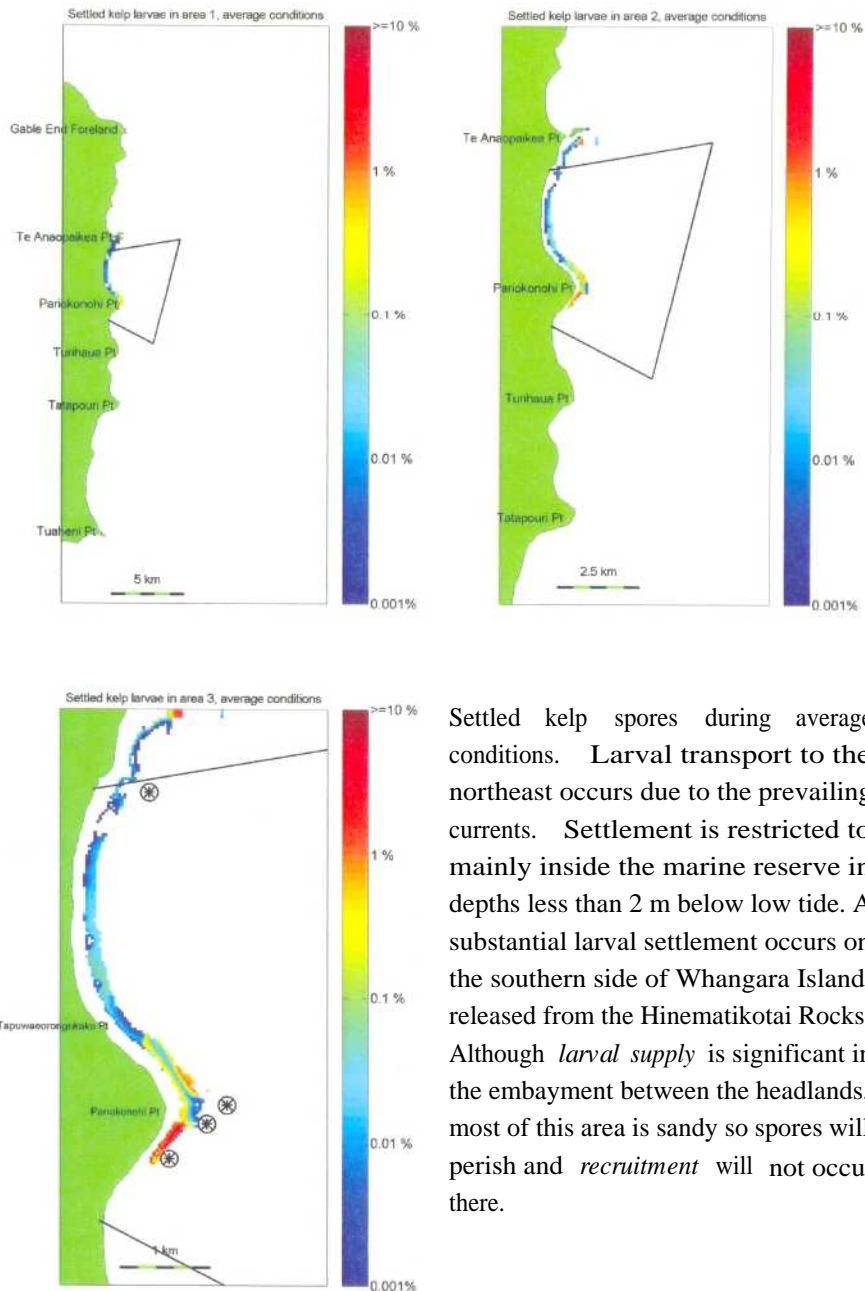 Settled kelp larvae in area 1, average conditions
>=10 %
Gable End Foreland
1 %
Te Anaopaikea Pt
Pariokonohi Pt
0.1 %
Turihaua Pt
Tatapouri Pt
0.01 %
Tuaheni Pt
5 km
0.001%
Settled kelp larvae in area 2, average conditions
>=10 %
Te Anaopaikea Pt
1 %
Pariokonohi Pt
0.1 %
Turihaua Pt
0.01 %
Tatapouri Pt
2.5 km
0.001%
Settled kelp larvae in area 3, average conditions
>=10 %
1 %
0.1 %
Tapuwaeorongokako Pt
Pariokonohi Pt
0.01 %
1 km
0.001%
Settled kelp spores during average
conditions. Larval transport to the
northeast occurs due to the prevailing
currents. Settlement is restricted to
mainly inside the marine reserve in
depths less than 2 m below low tide. A
substantial larval settlement occurs on
the southern side of Whangara Island
released from the Hinematikotai Rocks
Although larval supply is significant in
the embayment between the headlands,
most of this area is sandy so spores will
perish and recruitment will not occu
there.